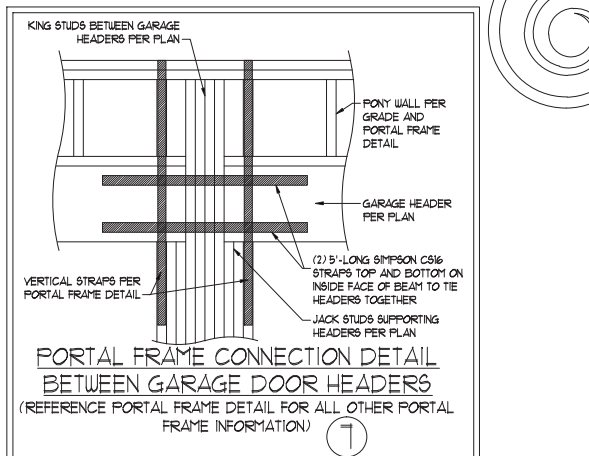 KING STUDS BETWEEN GARAGE
HEADERS PER PLAN
PONY WALL PER
GRADE AND
PORTAL FRAME
DETAIL
GARAGE HEADER
PER PLAN
(2) 5'-LONG SIMPSON CS16
STRAPS TOP AND BOTTOM ON
INSIDE FACE OF BEAM TO TIE
HEADERS TOGETHER
VERTICAL STRAPS PER
PORTAL FRAME DETAIL
JACK STUDS SUPPORTING
HEADERS PER PLAN
PORTAL FRAME CONNECTION DETAIL
BETWEEN GARAGE DOOR HEADERS
(REFERENCE PORTAL FRAME DETAIL FOR ALL OTHER PORTAL
FRAME INFORMATION)
7